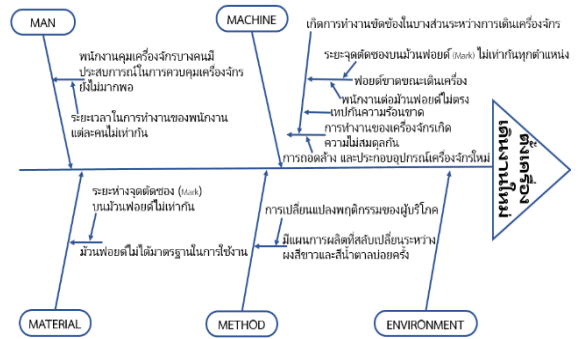 MAN
พนักงานคุมเครื่องจักรบางคนมี
ประสบการณ์ในการควบคุมเครื่องจักร
ยังไม่มากพอ
ระยะเวลาในการทำงานของพนักงาน
แต่ละคนไม่เท่ากัน
MACHINE
เกิดการทำงานขัดข้องในบางส่วนระหว่างการเดินเครื่องจักร
ระยะจุดตัดซองบนม้วนฟอยด์ (Mark) ไม่เท่ากันทุกตำแหน่ง
ฟอยด์ขาดขณะเดินเครื่อง
พนักงานต่อม้วนฟอยด์ไม่ตรง
เทปกันความร้อนขาด
การทำงานของเครื่องจักรเกิด
ความไม่สมดุลกัน
การถอดล้าง และประกอบอุปกรณ์เครื่องจักรใหม่
ตั้งเครื่อง
เดินงานใหม่
ระยะห่างจุดตัดซอง (Mark)
บนม้วนฟอยด์ไม่เท่ากัน
ม้วนฟอยด์ไม่ได้มาตรฐานในการใช้งาน
MATERIAL
การเปลี่ยนแปลงพฤติกรรมของผู้บริโภค
มีแผนการผลิตที่สลับเปลี่ยนระหว่าง
ผงสีขาวและสีน้ำตาลบ่อยครั้ง
METHOD
ENVIRONMENT